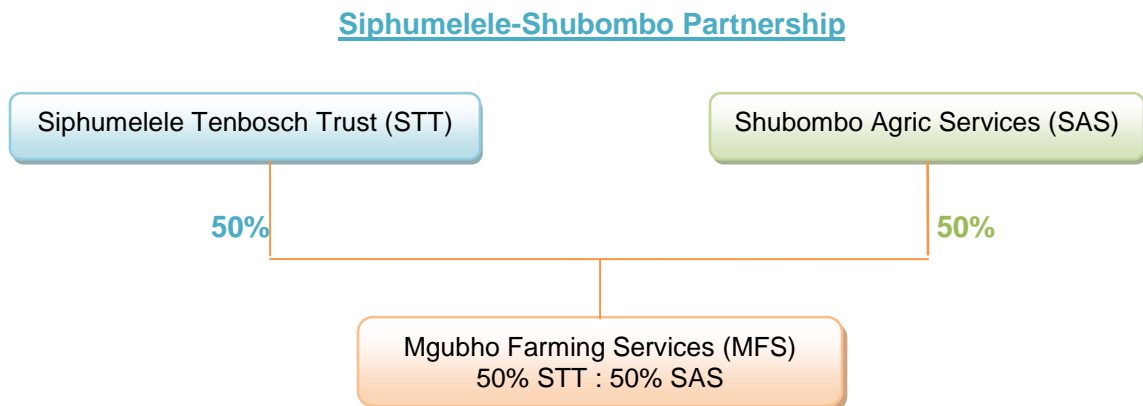 Siphumelele-Shubombo Partnership
Siphumelele Tenbosch Trust (STT)
Shubombo Agric Services (SAS)
50%
50%
Mgubho Farming Services (MFS)
50% STT : 50% SAS